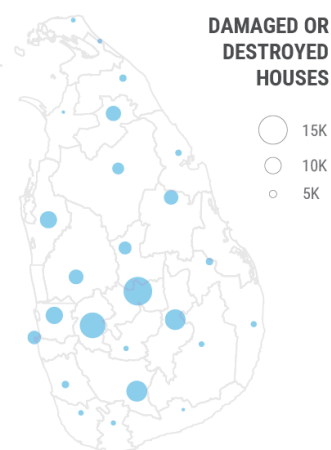 DAMAGED OR
DESTROYED
HOUSES
15K
10K
5K